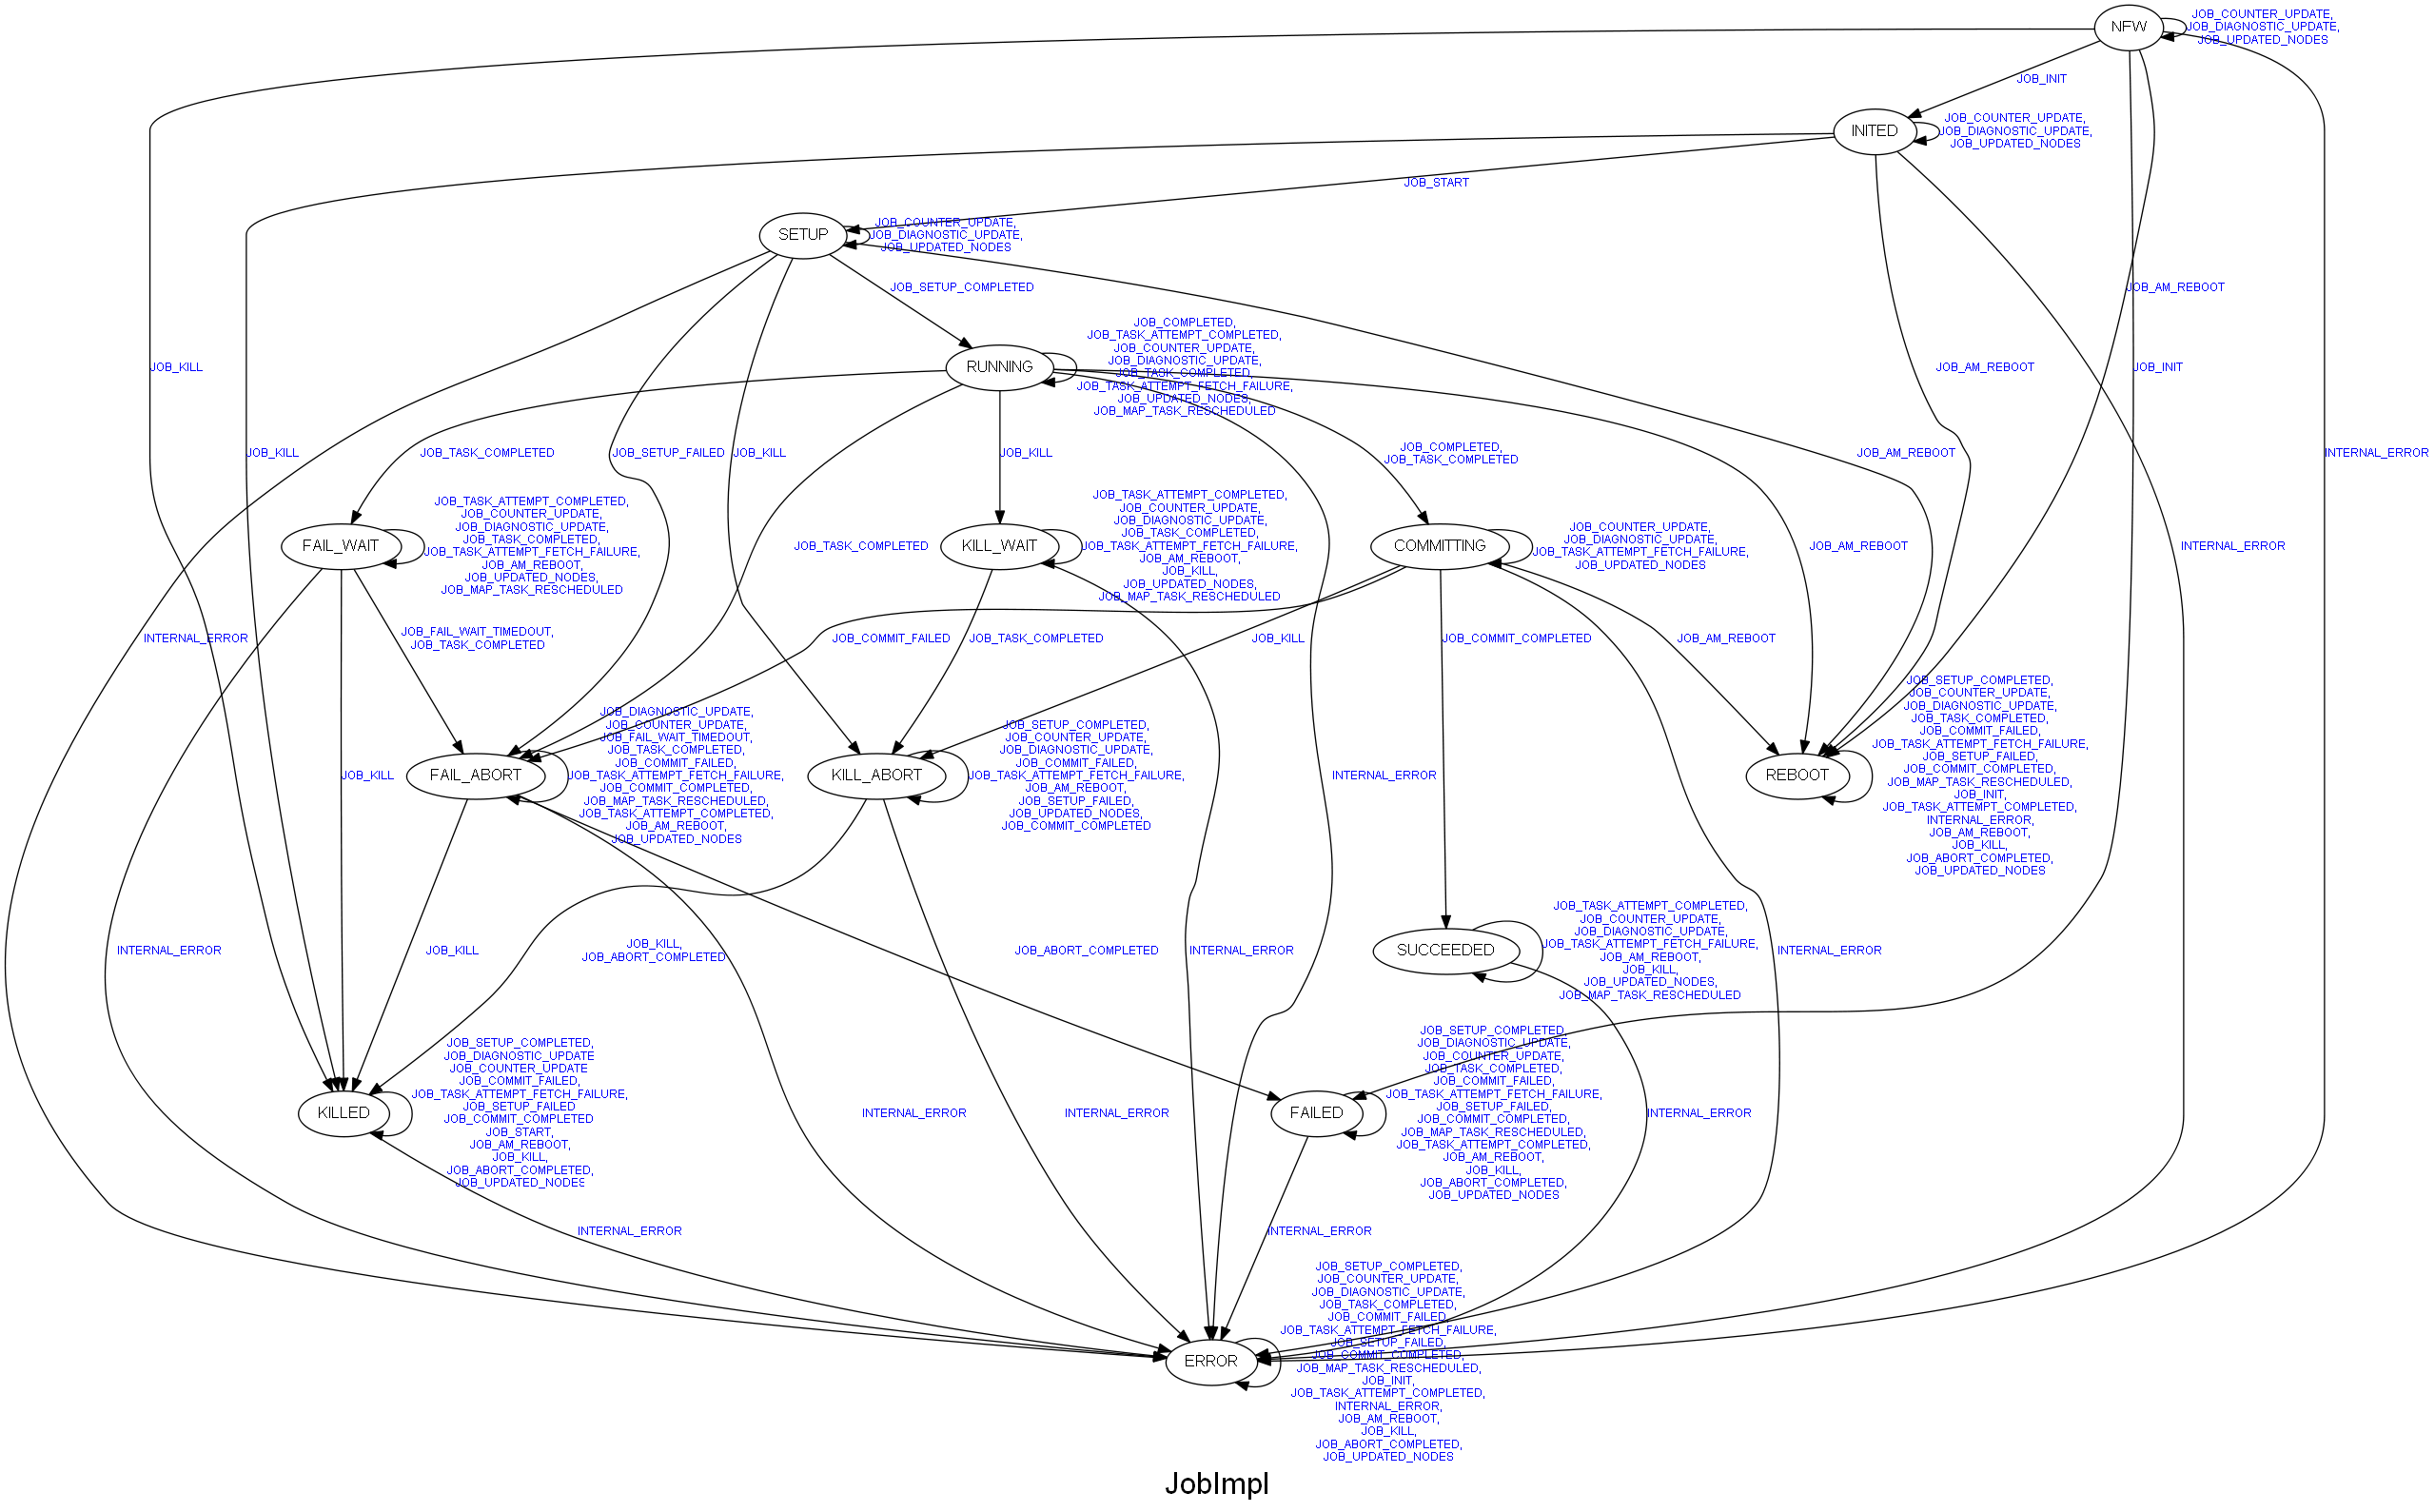 NEW
JOB_COUNTER_UPDATE,
JOB_DIAGNOSTIC_UPDATE,
JOB_UPDATED_NODES
JOB_INIT
INITED
JOB_COUNTER_UPDATE,
JOB_DIAGNOSTIC_UPDATE,
JOB_UPDATED_NODES
JOB_START
SETUP
JOB_COUNTER_UPDATE,
JOB_DIAGNOSTIC_UPDATE,
JOB_UPDATED_NODES
JOB_SETUP_COMPLETED
JOB_AM_REBOOT
JOB_KILL
RUNNING
JOB_COMPLETED,
JOB_TASK_ATTEMPT_COMPLETED,
JOB_COUNTER_UPDATE,
JOB_DIAGNOSTIC_UPDATE,
JOB_TASK_COMPLETED,
JOB_TASK_ATTEMPT_FETCH_FAILURE,
JOB_UPDATED_NODES,
JOB_MAP_TASK_RESCHEDULED
JOB_AM_REBOOT
JOB_INIT
JOB_KILL
JOB_TASK_COMPLETED
JOB_SETUP_FAILED
JOB_KILL
JOB_KILL
JOB_COMPLETED,
JOB_TASK_COMPLETED
JOB_AM_REBOOT
INTERNAL_ERROR
FAIL_WAIT
JOB_TASK_ATTEMPT_COMPLETED,
JOB_COUNTER_UPDATE,
JOB_DIAGNOSTIC_UPDATE,
JOB_TASK_COMPLETED,
JOB_TASK_ATTEMPT_FETCH_FAILURE,
JOB_AM_REBOOT,
JOB_UPDATED_NODES,
JOB_MAP_TASK_RESCHEDULED
JOB_TASK_COMPLETED
KILL_WAIT
JOB_TASK_ATTEMPT_COMPLETED,
JOB_COUNTER_UPDATE,
JOB_DIAGNOSTIC_UPDATE,
JOB_TASK_COMPLETED,
JOB_TASK_ATTEMPT_FETCH_FAILURE,
JOB_AM_REBOOT,
JOB_KILL,
JOB_UPDATED_NODES,
JOB_MAP_TASK_RESCHEDULED
COMMITTING
JOB_COUNTER_UPDATE,
JOB_DIAGNOSTIC_UPDATE,
JOB_TASK_ATTEMPT_FETCH_FAILURE,
JOB_UPDATED_NODES
JOB_AM_REBOOT
INTERNAL_ERROR
INTERNAL_ERROR
JOB_FAIL_WAIT_TIMEDOUT,
JOB_TASK_COMPLETED
JOB_COMMIT_FAILED
JOB_TASK_COMPLETED
JOB_KILL
JOB_COMMIT_COMPLETED
JOB_AM_REBOOT
JOB_KILL
FAIL_ABORT
JOB_DIAGNOSTIC_UPDATE,
JOB_COUNTER_UPDATE,
JOB_FAIL_WAIT_TIMEDOUT,
JOB_TASK_COMPLETED,
JOB_COMMIT_FAILED,
JOB_TASK_ATTEMPT_FETCH_FAILURE,
JOB_COMMIT_COMPLETED,
JOB_MAP_TASK_RESCHEDULED,
JOB_TASK_ATTEMPT_COMPLETED,
JOB_AM_REBOOT,
JOB_UPDATED_NODES
KILL_ABORT
JOB_SETUP_COMPLETED,
JOB_COUNTER_UPDATE,
JOB_DIAGNOSTIC_UPDATE,
JOB_COMMIT_FAILED,
JOB_TASK_ATTEMPT_FETCH_FAILURE,
JOB_AM_REBOOT,
JOB_SETUP_FAILED,
JOB_UPDATED_NODES,
JOB_COMMIT_COMPLETED
INTERNAL_ERROR
REBOOT
JOB_SETUP_COMPLETED,
JOB_COUNTER_UPDATE,
JOB_DIAGNOSTIC_UPDATE,
JOB_TASK_COMPLETED,
JOB_COMMIT_FAILED,
JOB_TASK_ATTEMPT_FETCH_FAILURE,
JOB_SETUP_FAILED,
JOB_COMMIT_COMPLETED,
JOB_MAP_TASK_RESCHEDULED,
JOB_INIT,
JOB_TASK_ATTEMPT_COMPLETED,
INTERNAL_ERROR,
JOB_AM_REBOOT,
JOB_KILL,
JOB_ABORT_COMPLETED,
JOB_UPDATED_NODES
INTERNAL_ERROR
JOB_KILL
JOB_KILL,
JOB_ABORT_COMPLETED
JOB_ABORT_COMPLETED
INTERNAL_ERROR
SUCCEEDED
JOB_TASK_ATTEMPT_COMPLETED,
JOB_COUNTER_UPDATE,
JOB_DIAGNOSTIC_UPDATE,
JOB_TASK_ATTEMPT_FETCH_FAILURE,
JOB_AM_REBOOT,
JOB_KILL,
JOB_UPDATED_NODES,
JOB_MAP_TASK_RESCHEDULED
INTERNAL_ERROR
KILLED
JOB_SETUP_COMPLETED,
JOB_DIAGNOSTIC_UPDATE
JOB_COUNTER_UPDATE
JOB_COMMIT_FAILED,
JOB_TASK_ATTEMPT_FETCH_FAILURE,
JOB_SETUP_FAILED
JOB_COMMIT_COMPLETED
JOB_START,
JOB_AM_REBOOT,
JOB_KILL,
JOB_ABORT_COMPLETED,
JOB_UPDATED_NODES
INTERNAL_ERROR
INTERNAL_ERROR
FAILED
JOB_SETUP_COMPLETED,
JOB_DIAGNOSTIC_UPDATE,
JOB_COUNTER_UPDATE,
JOB_TASK_COMPLETED,
JOB_COMMIT_FAILED,
JOB_TASK_ATTEMPT_FETCH_FAILURE,
JOB_SETUP_FAILED,
JOB_COMMIT_COMPLETED,
JOB_MAP_TASK_RESCHEDULED,
JOB_TASK_ATTEMPT_COMPLETED,
JOB_AM_REBOOT,
JOB_KILL,
JOB_ABORT_COMPLETED,
JOB_UPDATED_NODES
INTERNAL_ERROR
INTERNAL_ERROR
INTERNAL_ERROR
ERROR
JOB_SETUP_COMPLETED,
JOB_COUNTER_UPDATE,
JOB_DIAGNOSTIC_UPDATE,
JOB_TASK_COMPLETED,
JOB_COMMIT_FAILED,
JOB_TASK_ATTEMPT_FETCH_FAILURE,
JOB_SETUP_FAILED,
JOB_COMMIT_COMPLETED,
JOB_MAP_TASK_RESCHEDULED,
JOB_INIT,
JOB_TASK_ATTEMPT_COMPLETED,
INTERNAL_ERROR,
JOB_AM_REBOOT,
JOB_KILL,
JOB_ABORT_COMPLETED,
JOB_UPDATED_NODES
JobImpl